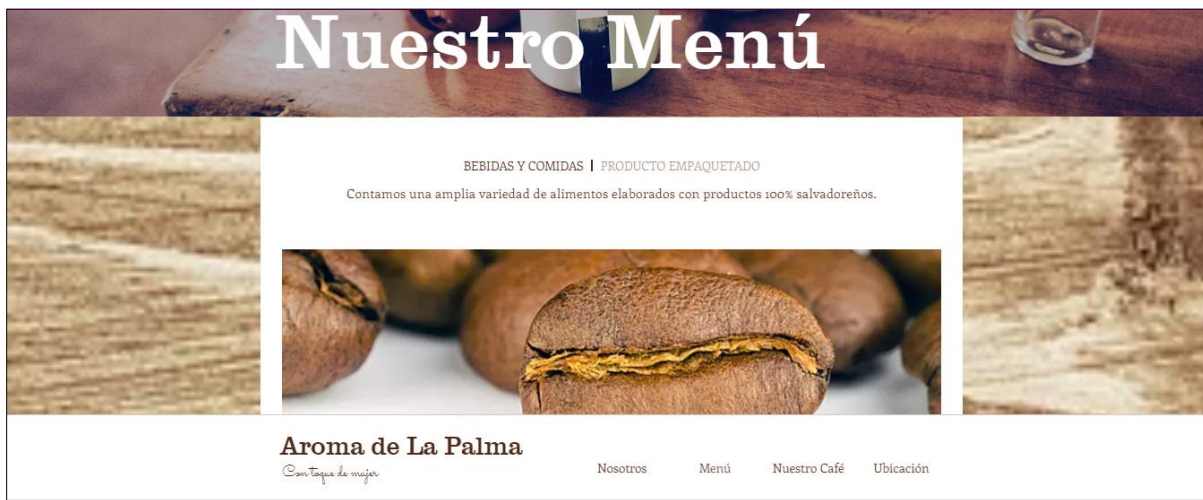 Nuestro Menú
BEBIDAS Y COMIDAS | PRODUCTO EMPAQUETADO
Contamos una amplia variedad de alimentos elaborados con productos 100% salvadoreños.
Aroma de La Palma
Con toque de mujer
Nosotros Menú Nuestro Café Ubicación